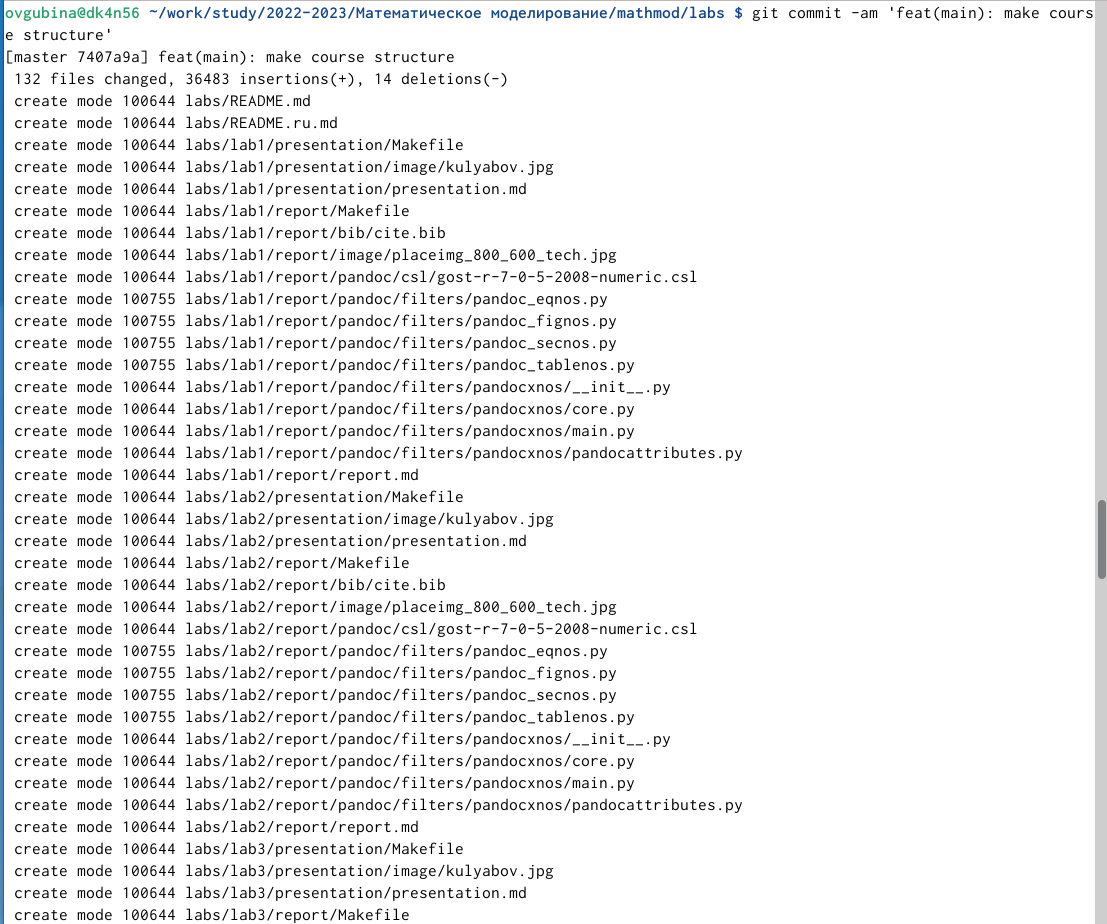 ovgubina@dk4n56 ~/work/study/2022-2023/Математическое моделирование/mathmod/labs $ git commit -am 'feat(main): make cours
e structure'
[master 7407a9a] feat(main): make course structure
 132 files changed, 36483 insertions(+), 14 deletions(-)
 create mode 100644 labs/README.md
 create mode 100644 labs/README.ru.md
 create mode 100644 labs/lab1/presentation/Makefile
 create mode 100644 labs/lab1/presentation/image/kulyabov.jpg
 create mode 100644 labs/lab1/presentation/presentation.md
 create mode 100644 labs/lab1/report/Makefile
 create mode 100644 labs/lab1/report/bib/cite.bib
 create mode 100644 labs/lab1/report/image/placeimg_800_600_tech.jpg
 create mode 100644 labs/lab1/report/pandoc/csl/gost-r-7-0-5-2008-numeric.csl
 create mode 100755 labs/lab1/report/pandoc/filters/pandoc_eqnos.py
 create mode 100755 labs/lab1/report/pandoc/filters/pandoc_fignos.py
 create mode 100755 labs/lab1/report/pandoc/filters/pandoc_secnos.py
 create mode 100755 labs/lab1/report/pandoc/filters/pandoc_tablenos.py
 create mode 100644 labs/lab1/report/pandoc/filters/pandocxnos/__init__.py
 create mode 100644 labs/lab1/report/pandoc/filters/pandocxnos/core.py
 create mode 100644 labs/lab1/report/pandoc/filters/pandocxnos/main.py
 create mode 100644 labs/lab1/report/pandoc/filters/pandocxnos/pandocattributes.py
 create mode 100644 labs/lab1/report/report.md
 create mode 100644 labs/lab2/presentation/Makefile
 create mode 100644 labs/lab2/presentation/image/kulyabov.jpg
 create mode 100644 labs/lab2/presentation/presentation.md
 create mode 100644 labs/lab2/report/Makefile
 create mode 100644 labs/lab2/report/bib/cite.bib
 create mode 100644 labs/lab2/report/image/placeimg_800_600_tech.jpg
 create mode 100644 labs/lab2/report/pandoc/csl/gost-r-7-0-5-2008-numeric.csl
 create mode 100755 labs/lab2/report/pandoc/filters/pandoc_eqnos.py
 create mode 100755 labs/lab2/report/pandoc/filters/pandoc_fignos.py
 create mode 100755 labs/lab2/report/pandoc/filters/pandoc_secnos.py
 create mode 100755 labs/lab2/report/pandoc/filters/pandoc_tablenos.py
 create mode 100644 labs/lab2/report/pandoc/filters/pandocxnos/__init__.py
 create mode 100644 labs/lab2/report/pandoc/filters/pandocxnos/core.py
 create mode 100644 labs/lab2/report/pandoc/filters/pandocxnos/main.py
 create mode 100644 labs/lab2/report/pandoc/filters/pandocxnos/pandocattributes.py
 create mode 100644 labs/lab2/report/report.md
 create mode 100644 labs/lab3/presentation/Makefile
 create mode 100644 labs/lab3/presentation/image/kulyabov.jpg
 create mode 100644 labs/lab3/presentation/presentation.md
 create mode 100644 labs/lab3/report/Makefile